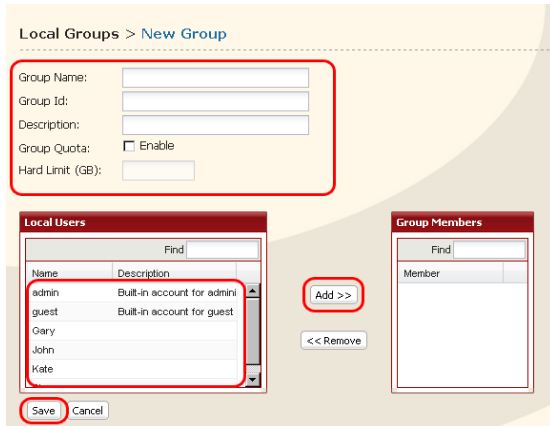 Local Groups > New Group
Group Name:
Group Id:
Description:
Group Quota: Enable
Hard Limit (GB):
Local Users
Find
Name Description
admin Built-in account for admini
guest Built-in account for guest
Gary
John
Kate
Add >>
<< Remove
Group Members
Find
Member
Save Cancel